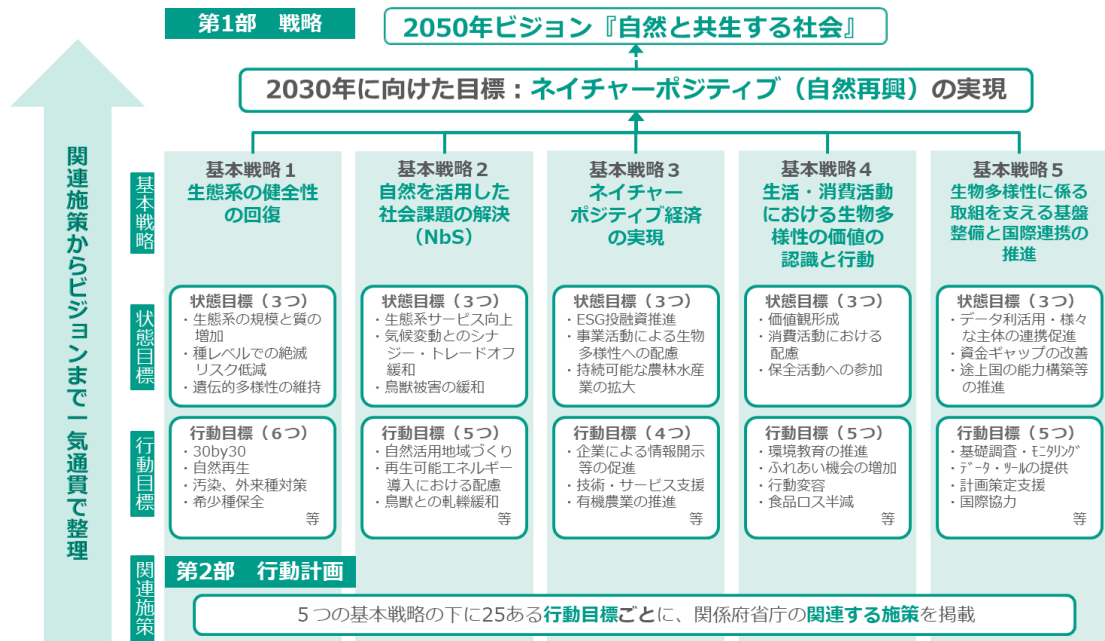 第1部 戦略
2050年ビジョン『自然と共生する社会』
2030年に向けた目標：ネイチャーポジティブ（自然再興）の実現
関連施策からビジョンまで一気通貫で整理
基本戦略
基本戦略１
生態系の健全性
の回復
基本戦略２
自然を活用した
社会課題の解決
（NbS）
基本戦略３
ネイチャー
ポジティブ経済
の実現
基本戦略４
生活・消費活動
における生物多
様性の価値の
認識と行動
基本戦略５
生物多様性に係る
取組を支える基盤
整備と国際連携の
推進
状態目標
状態目標（３つ）
・生態系の規模と質の
増加
・種レベルでの絶滅
リスク低減
・遺伝的多様性の維持
状態目標（３つ）
・生態系サービス向上
・気候変動とのシナ
ジー・トレードオフ
緩和
・鳥獣被害の緩和
状態目標（３つ）
・ESG投融資推進
・事業活動による生物
多様性への配慮
・持続可能な農林水産
業の拡大
状態目標（３つ）
・価値観形成
・消費活動における
配慮
・保全活動への参加
状態目標（３つ）
・データ利活用・様々
な主体の連携促進
・資金ギャップの改善
・途上国の能力構築等
の推進
行動目標
行動目標（６つ）
・30by30
・自然再生
・汚染、外来種対策
・希少種保全
等
行動目標（５つ）
・自然活用地域づくり
・再生可能エネルギー
導入における配慮
・鳥獣との軋轢緩和
等
行動目標（４つ）
・企業による情報開示
等の促進
・技術・サービス支援
・有機農業の推進
等
行動目標（５つ）
・環境教育の推進
・ふれあい機会の増加
・行動変容
・食品ロス半減
等
行動目標（５つ）
・基礎調査・ﾓﾆﾀﾘﾝｸﾞ
・ﾃﾞｰﾀ・ﾂｰﾙの提供
・計画策定支援
・国際協力
等
関連施策
第2部 行動計画
５つの基本戦略の下に25ある行動目標ごとに、関係府省庁の関連する施策を掲載